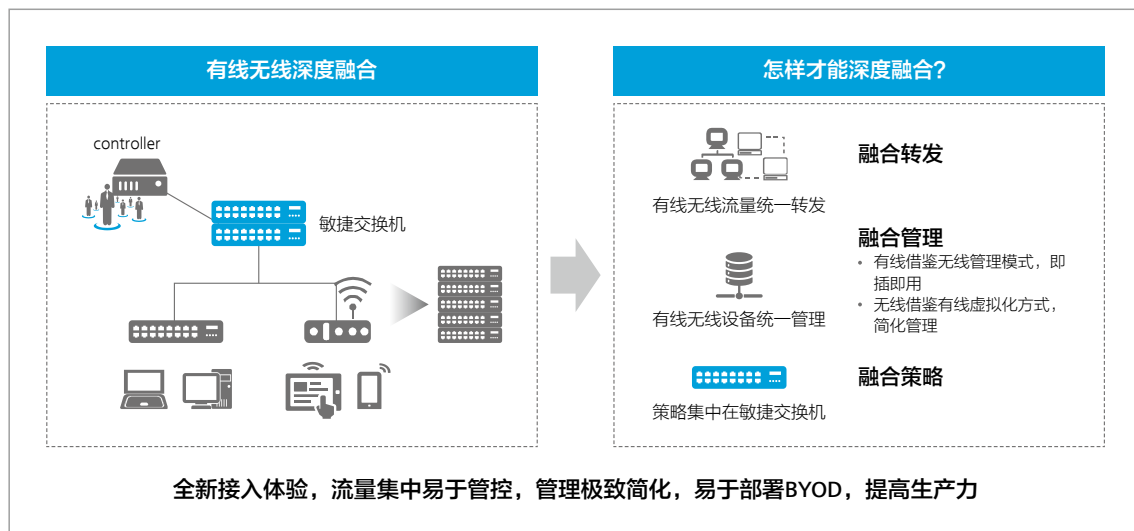 有线无线深度融合
controller
敏捷交换机
怎样才能深度融合？
融合转发
有线无线流量统一转发
融合管理
• 有线借鉴无线管理模式，即
插即用
• 无线借鉴有线虚拟化方式，
简化管理
有线无线设备统一管理
融合策略
策略集中在敏捷交换机
全新接入体验，流量集中易于管控，管理极致简化，易于部署BYOD，提高生产力